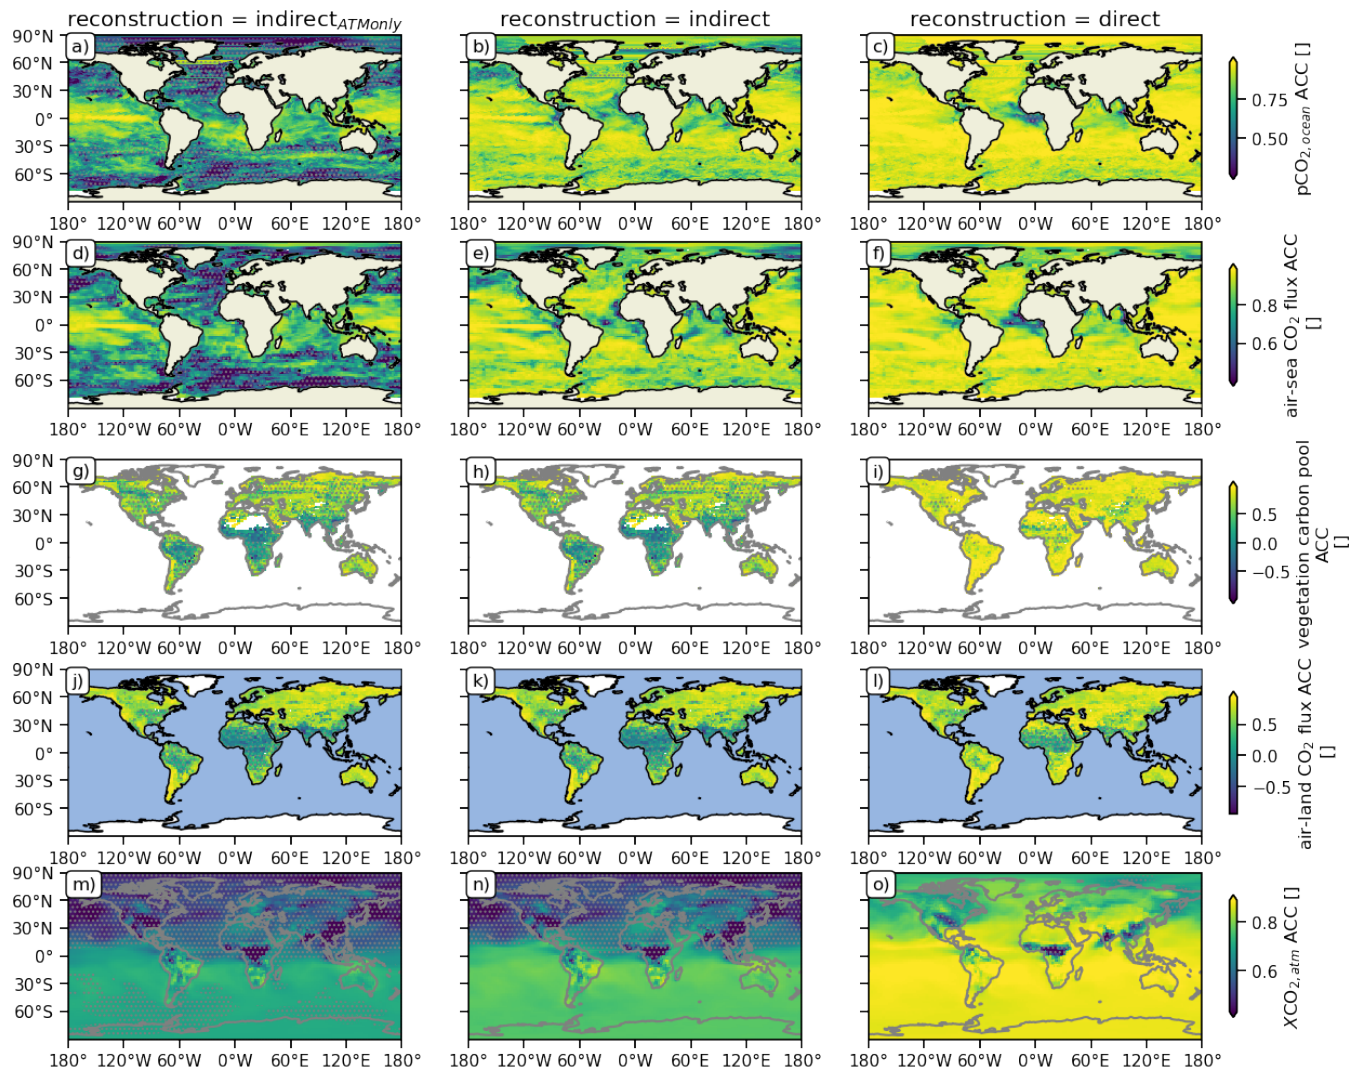 reconstruction = indirect_ATMonly reconstruction = indirect reconstruction = direct
a) b) c)
90°N
60°N
30°N
0°
30°S
60°S
180° 120°W 60°W 0°W 60°E 120°E 180° 180° 120°W 60°W 0°W 60°E 120°E 180° 180° 120°W 60°W 0°W 60°E 120°E 180°
0.75
0.50
pCO₂,ocean ACC []
d) e) f)
90°N
60°N
30°N
0°
30°S
60°S
180° 120°W 60°W 0°W 60°E 120°E 180° 180° 120°W 60°W 0°W 60°E 120°E 180° 180° 120°W 60°W 0°W 60°E 120°E 180°
0.8
0.6
air-sea CO₂ flux ACC
[]
g) h) i)
90°N
60°N
30°N
0°
30°S
60°S
180° 120°W 60°W 0°W 60°E 120°E 180° 180° 120°W 60°W 0°W 60°E 120°E 180° 180° 120°W 60°W 0°W 60°E 120°E 180°
0.5
0.0
−0.5
vegetation carbon pool
ACC
[]
j) k) l)
90°N
60°N
30°N
0°
30°S
60°S
180° 120°W 60°W 0°W 60°E 120°E 180° 180° 120°W 60°W 0°W 60°E 120°E 180° 180° 120°W 60°W 0°W 60°E 120°E 180°
0.5
0.0
−0.5
air-land CO₂ flux ACC
[]
m) n) o)
90°N
60°N
30°N
0°
30°S
60°S
180° 120°W 60°W 0°W 60°E 120°E 180° 180° 120°W 60°W 0°W 60°E 120°E 180° 180° 120°W 60°W 0°W 60°E 120°E 180°
0.8
0.6
XCO₂,atm ACC []